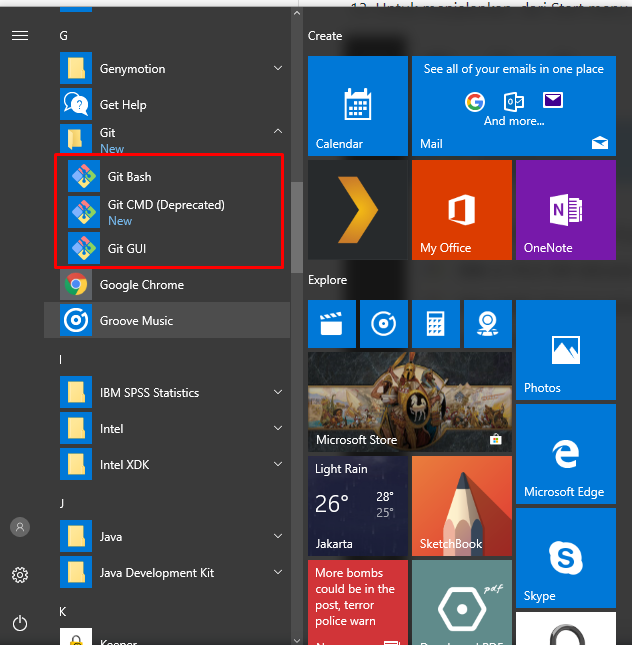 12. Untuk menjalankan, dari Start menu
G
Genymotion
Get Help
Git
New
Git Bash
Git CMD (Deprecated)
New
Git GUI
Google Chrome
Groove Music
I
IBM SPSS Statistics
Intel
Intel XDK
J
Java
Java Development Kit
K
Keeper
Create
Calendar
See all of your emails in one place
And more...
Mail
My Office
OneNote
Explore
Photos
Microsoft Store
Microsoft Edge
Light Rain
26°
28°
25°
Jakarta
SketchBook
Skype
More bombs
could be in the
post, terror
police warn
pdf